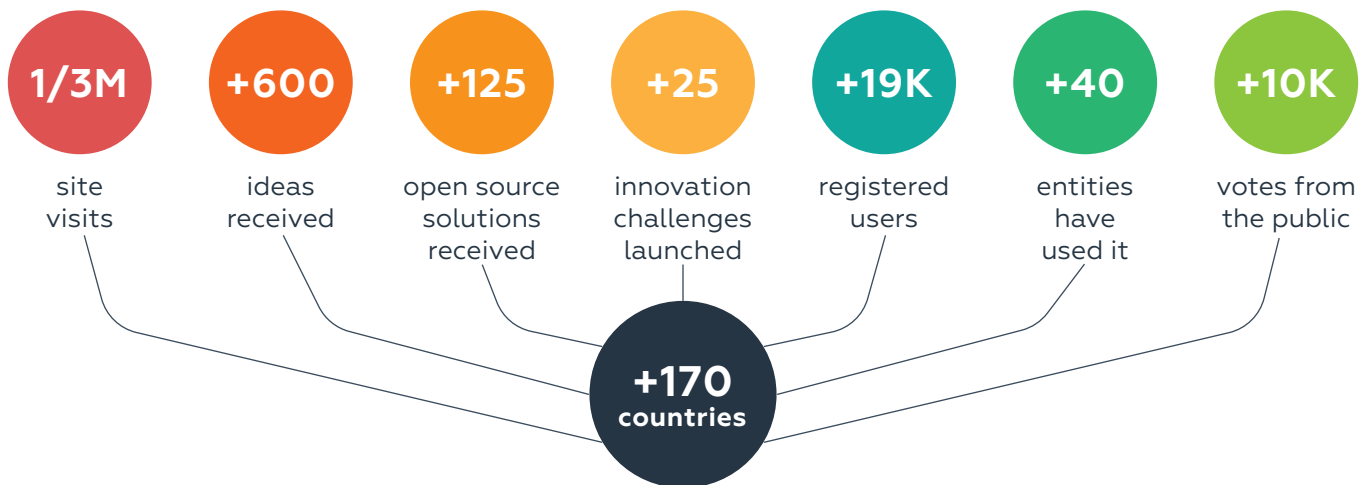 1/3M
site
visits
+600
ideas
received
+125
open source
solutions
received
+25
innovation
challenges
launched
+19K
registered
users
+40
entities
have
used it
+10K
votes from
the public
+170
countries